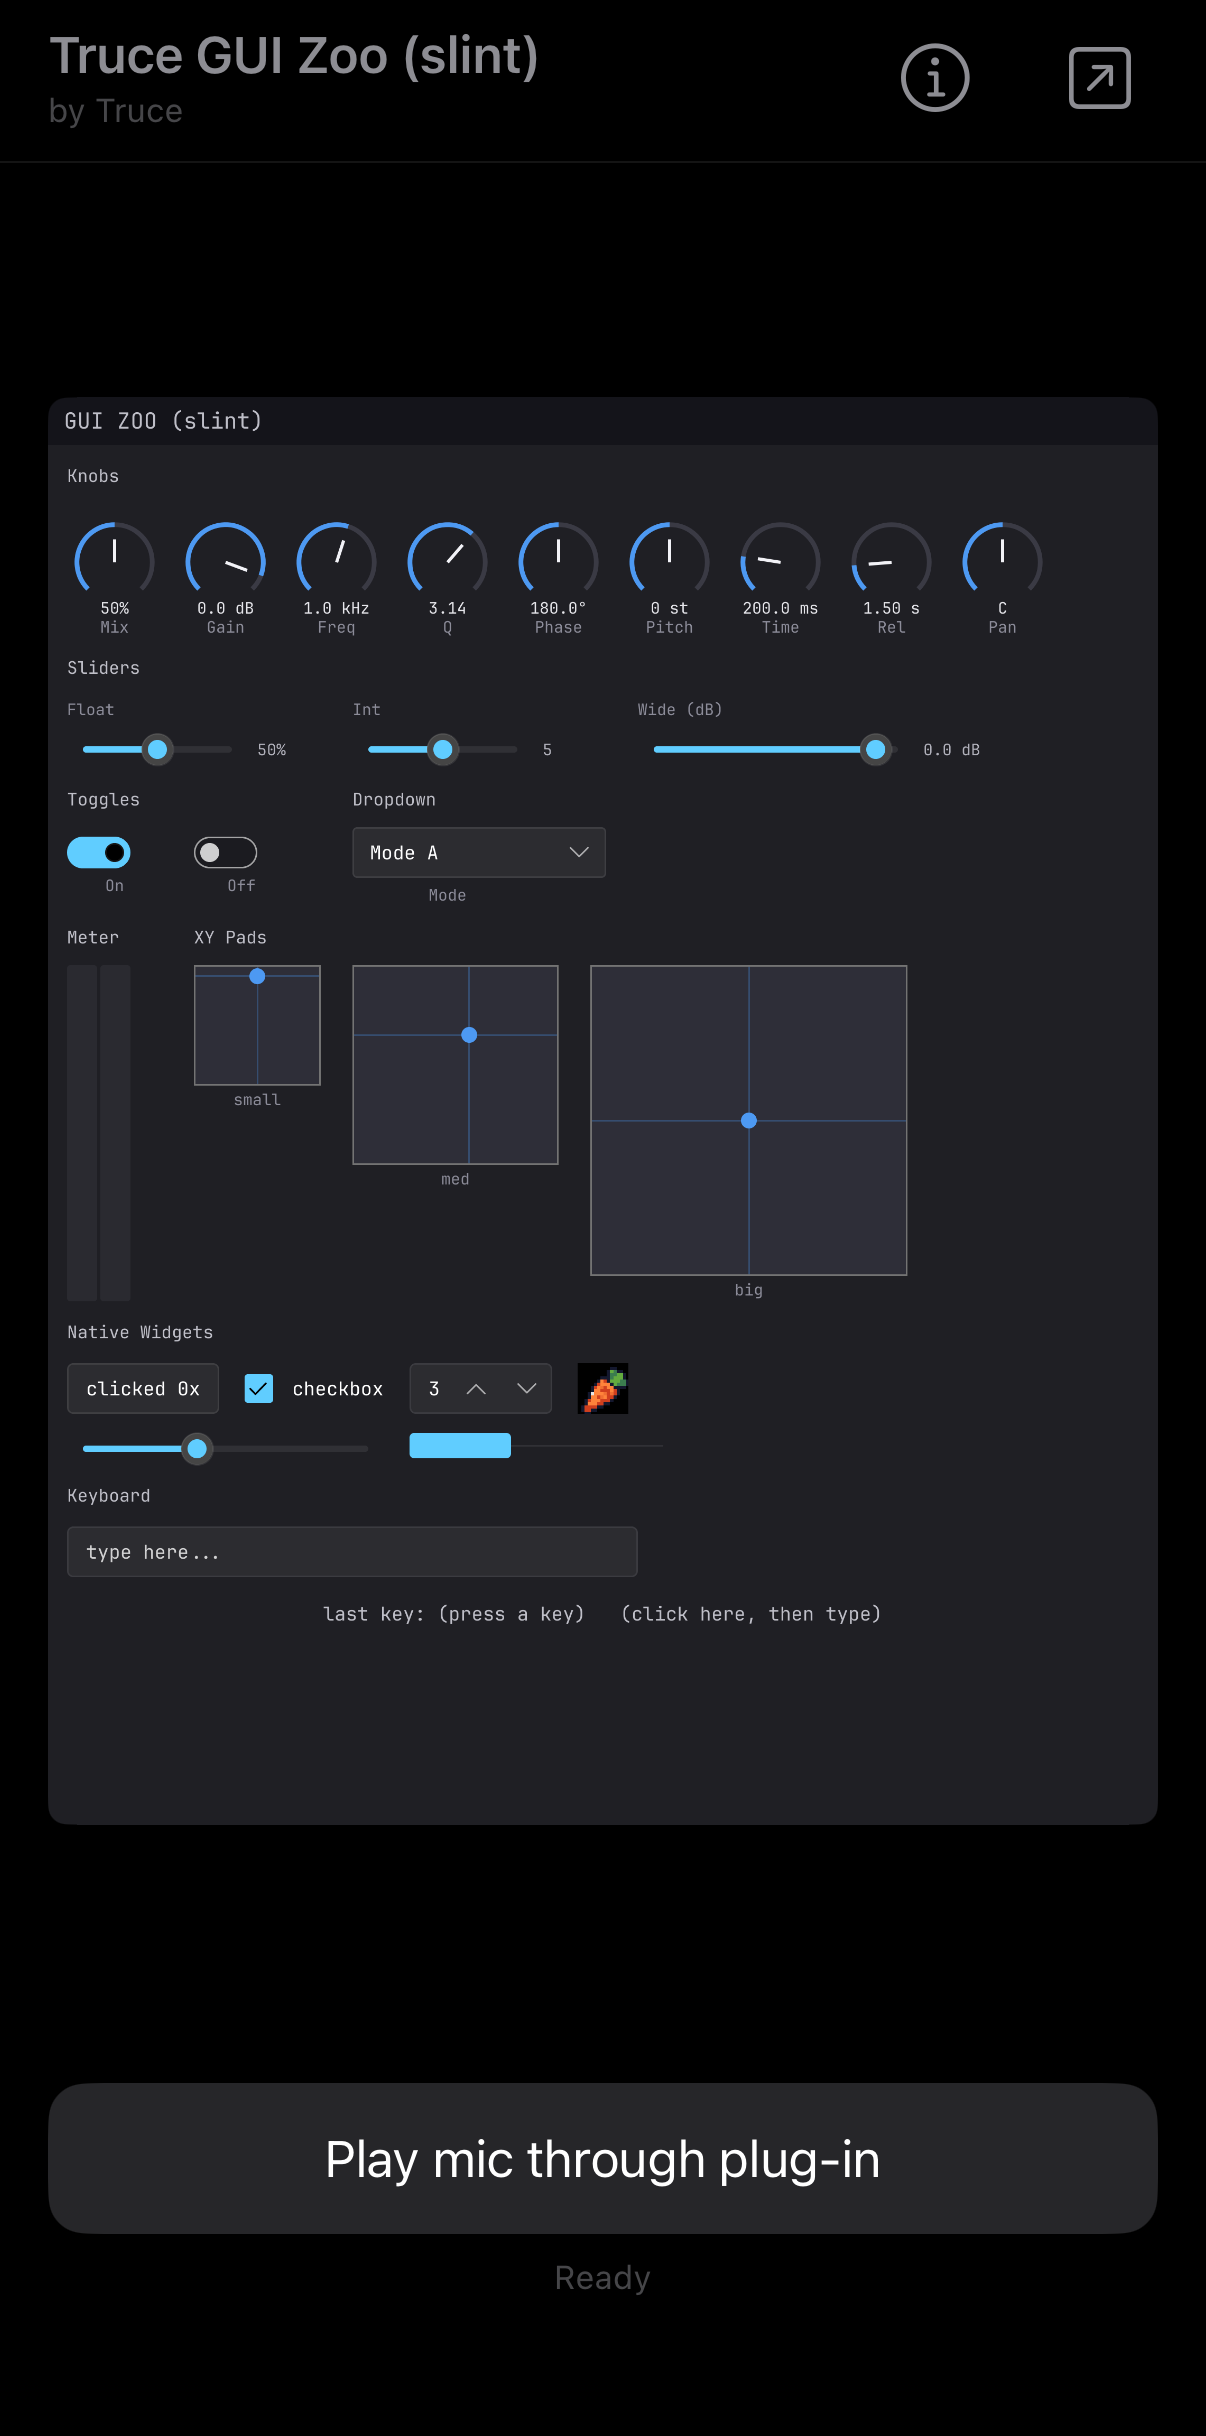 Truce GUI Zoo (slint)
by Truce
GUI ZOO (slint)
Knobs
50% 0.0 dB 1.0 kHz 3.14 180.0° 0 st 200.0 ms 1.50 s C
Mix Gain Freq Q Phase Pitch Time Rel Pan
Sliders
Float Int Wide (dB)
50% 5 0.0 dB
Toggles Dropdown
Mode A
On Off Mode
Meter XY Pads
small
med
big
Native Widgets
clicked 0x checkbox 3
Keyboard
type here...
last key: (press a key) (click here, then type)
Play mic through plug-in
Ready